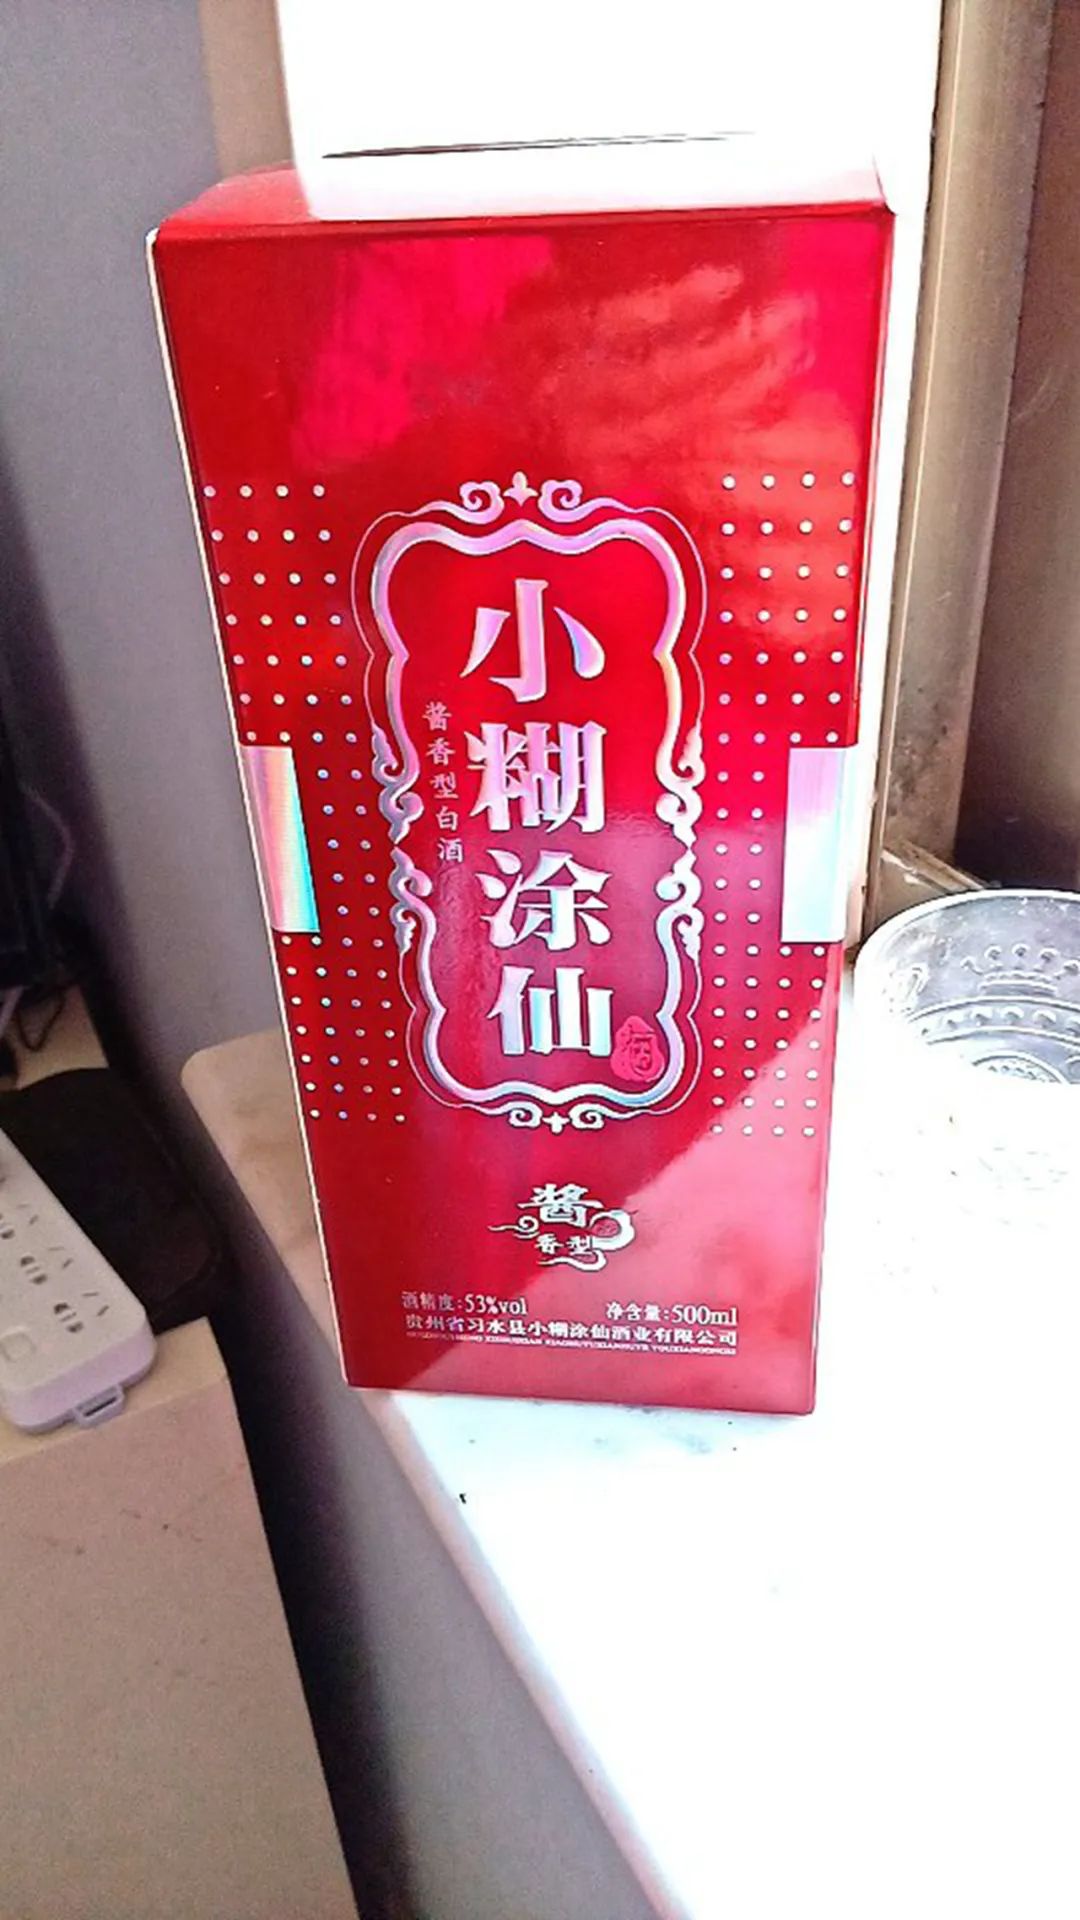 小糊涂仙
酱香型白酒
酱
香型
酒精度:53%vol
净含量:500ml
贵州省习水县小糊涂仙酒业有限公司